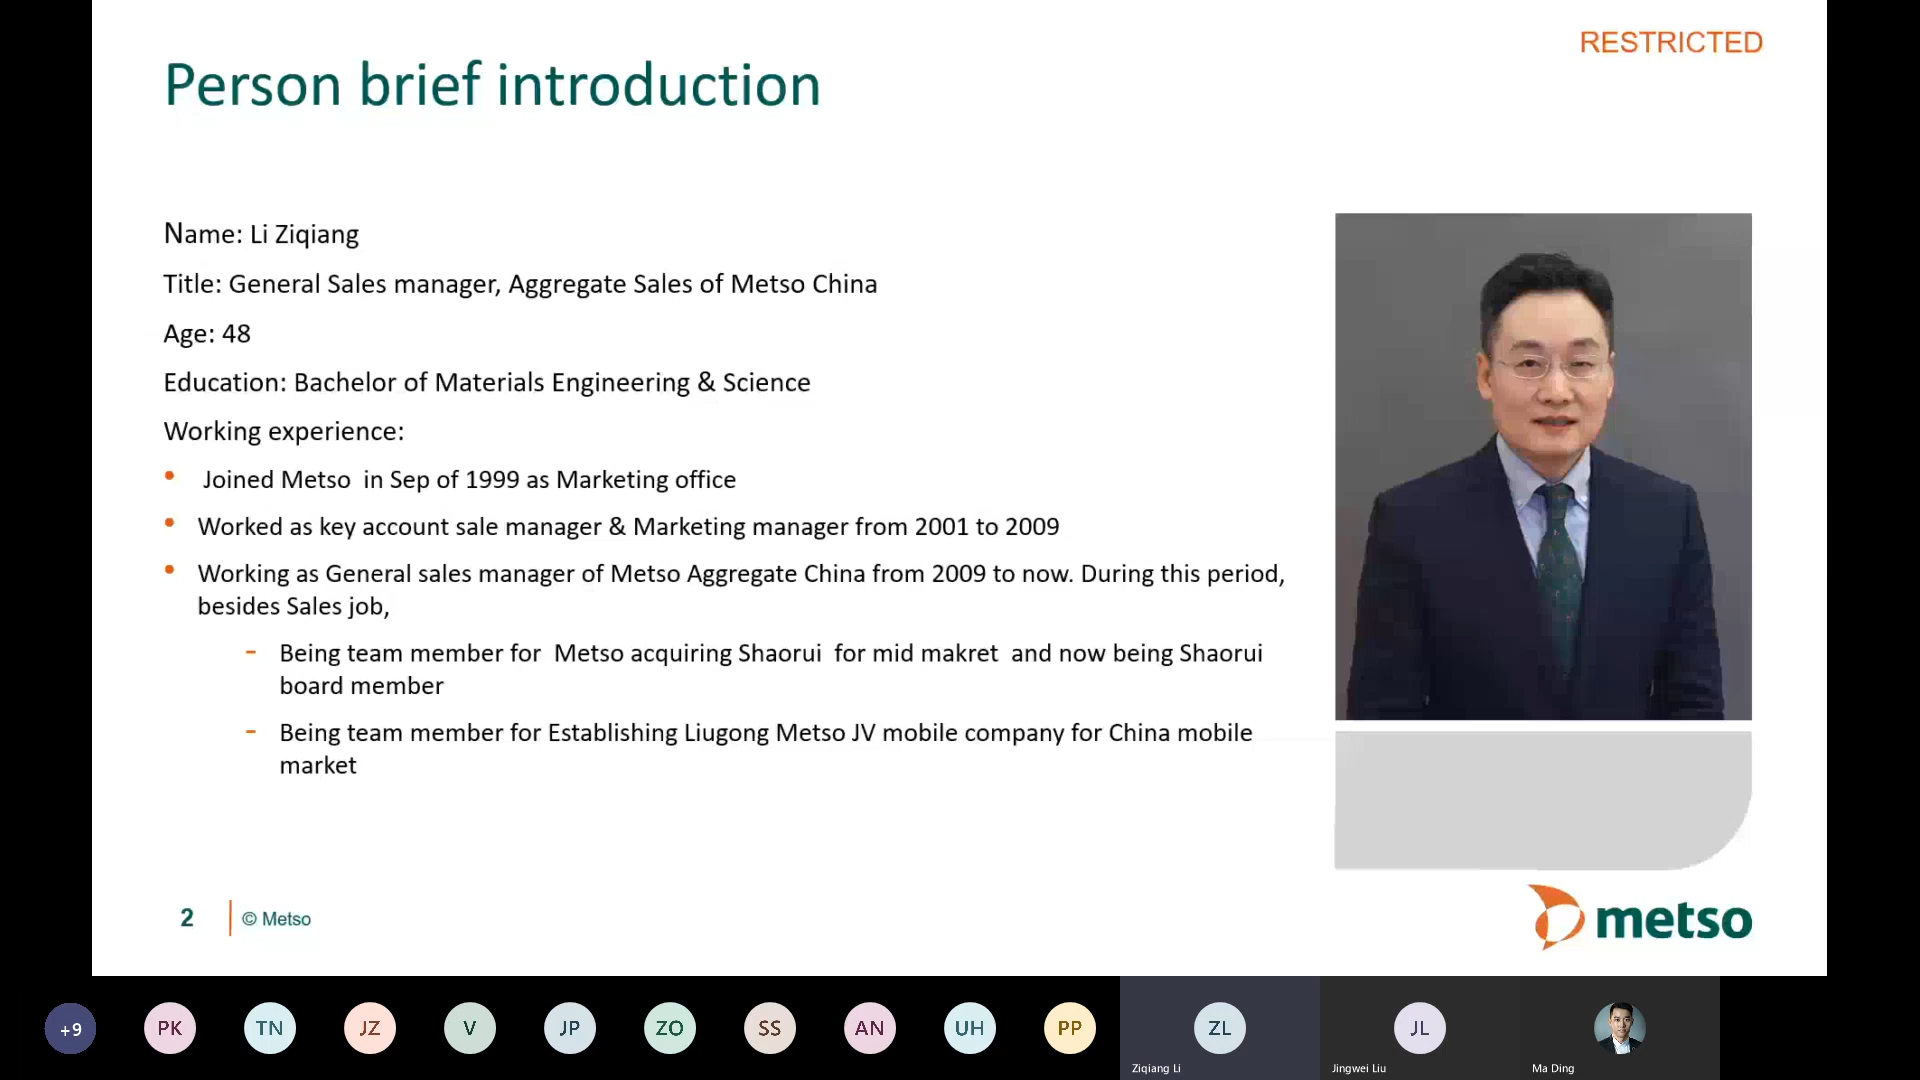 RESTRICTED
Person brief introduction
Name: Li Ziqiang
Title: General Sales manager, Aggregate Sales of Metso China
Age: 48
Education: Bachelor of Materials Engineering & Science
Working experience:
• Joined Metso in Sep of 1999 as Marketing office
• Worked as key account sale manager & Marketing manager from 2001 to 2009
• Working as General sales manager of Metso Aggregate China from 2009 to now. During this period,
besides Sales job,
- Being team member for Metso acquiring Shaorui for mid makret and now being Shaorui
board member
- Being team member for Establishing Liugong Metso JV mobile company for China mobile
market
2 © Metso
metso
+9 PK TN JZ V JP ZO SS AN UH PP ZL JL
Ziqiang Li Jingwei Liu Ma Ding